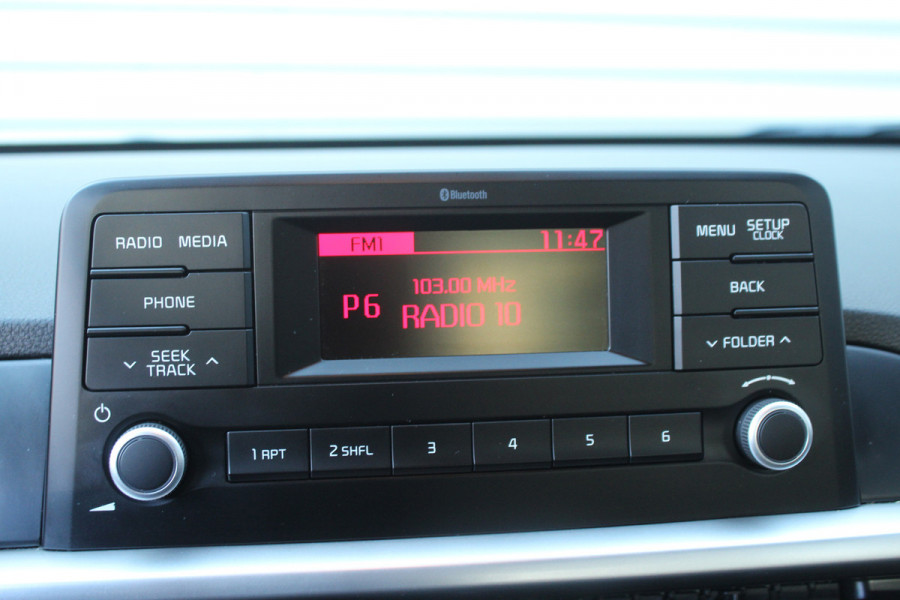 Bluetooth
RADIO MEDIA
PHONE
SEEK
TRACK
FM1 11:47
P6 103.00 MHz
RADIO 10
MENU SETUP
CLOCK
BACK
FOLDER
1 RPT 2 SHFL 3 4 5 6